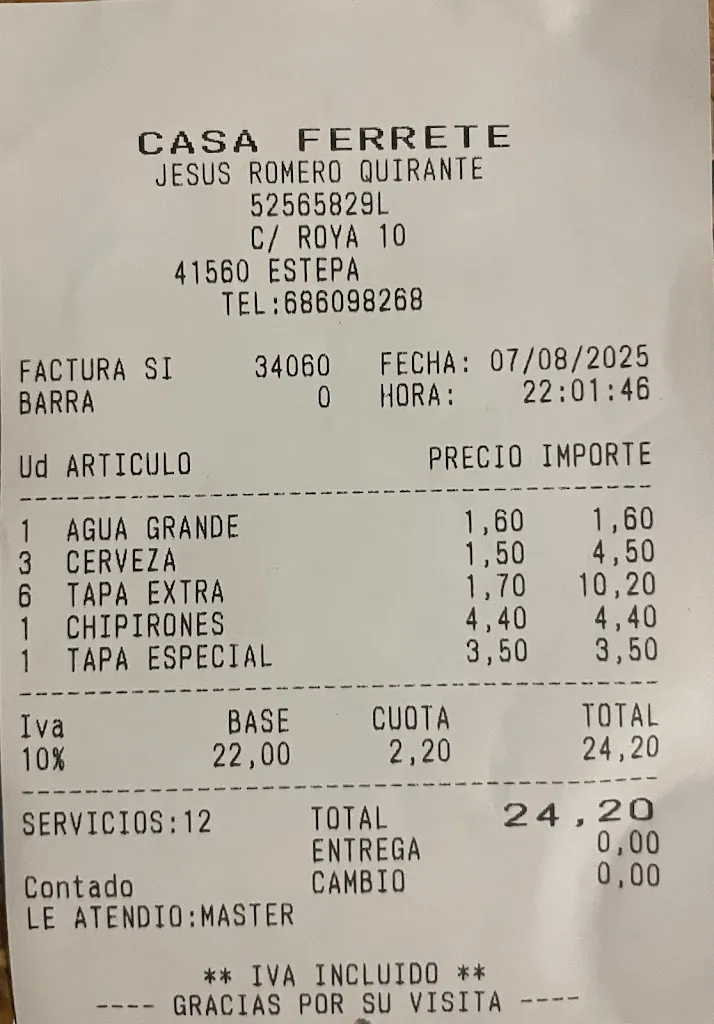 CASA FERRETE
JESUS ROMERO QUIRANTE
52565829L
C/ ROYA 10
41560 ESTEPA
TEL:686098268
FACTURA SI 34060 FECHA: 07/08/2025
BARRA 0 HORA: 22:01:46
Ud ARTICULO PRECIO IMPORTE
1 AGUA GRANDE 1,60 1,60
3 CERVEZA 1,50 4,50
6 TAPA EXTRA 1,70 10,20
1 CHIPIRONES 4,40 4,40
1 TAPA ESPECIAL 3,50 3,50
Iva BASE CUOTA TOTAL
10% 22,00 2,20 24,20
SERVICIOS:12 TOTAL 24,20
ENTREGA 0,00
Contado CAMBIO 0,00
LE ATENDIO:MASTER
** IVA INCLUIDO **
---- GRACIAS POR SU VISITA ----